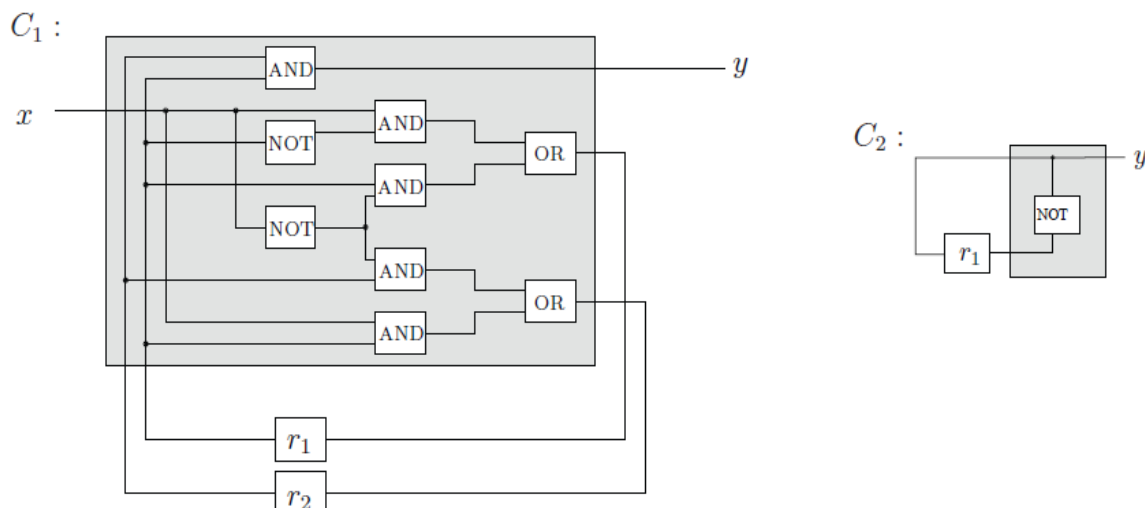 C₁ :
AND
y
x
AND
NOT
OR
AND
NOT
AND
OR
AND
r₁
r₂
C₂ :
y
NOT
r₁